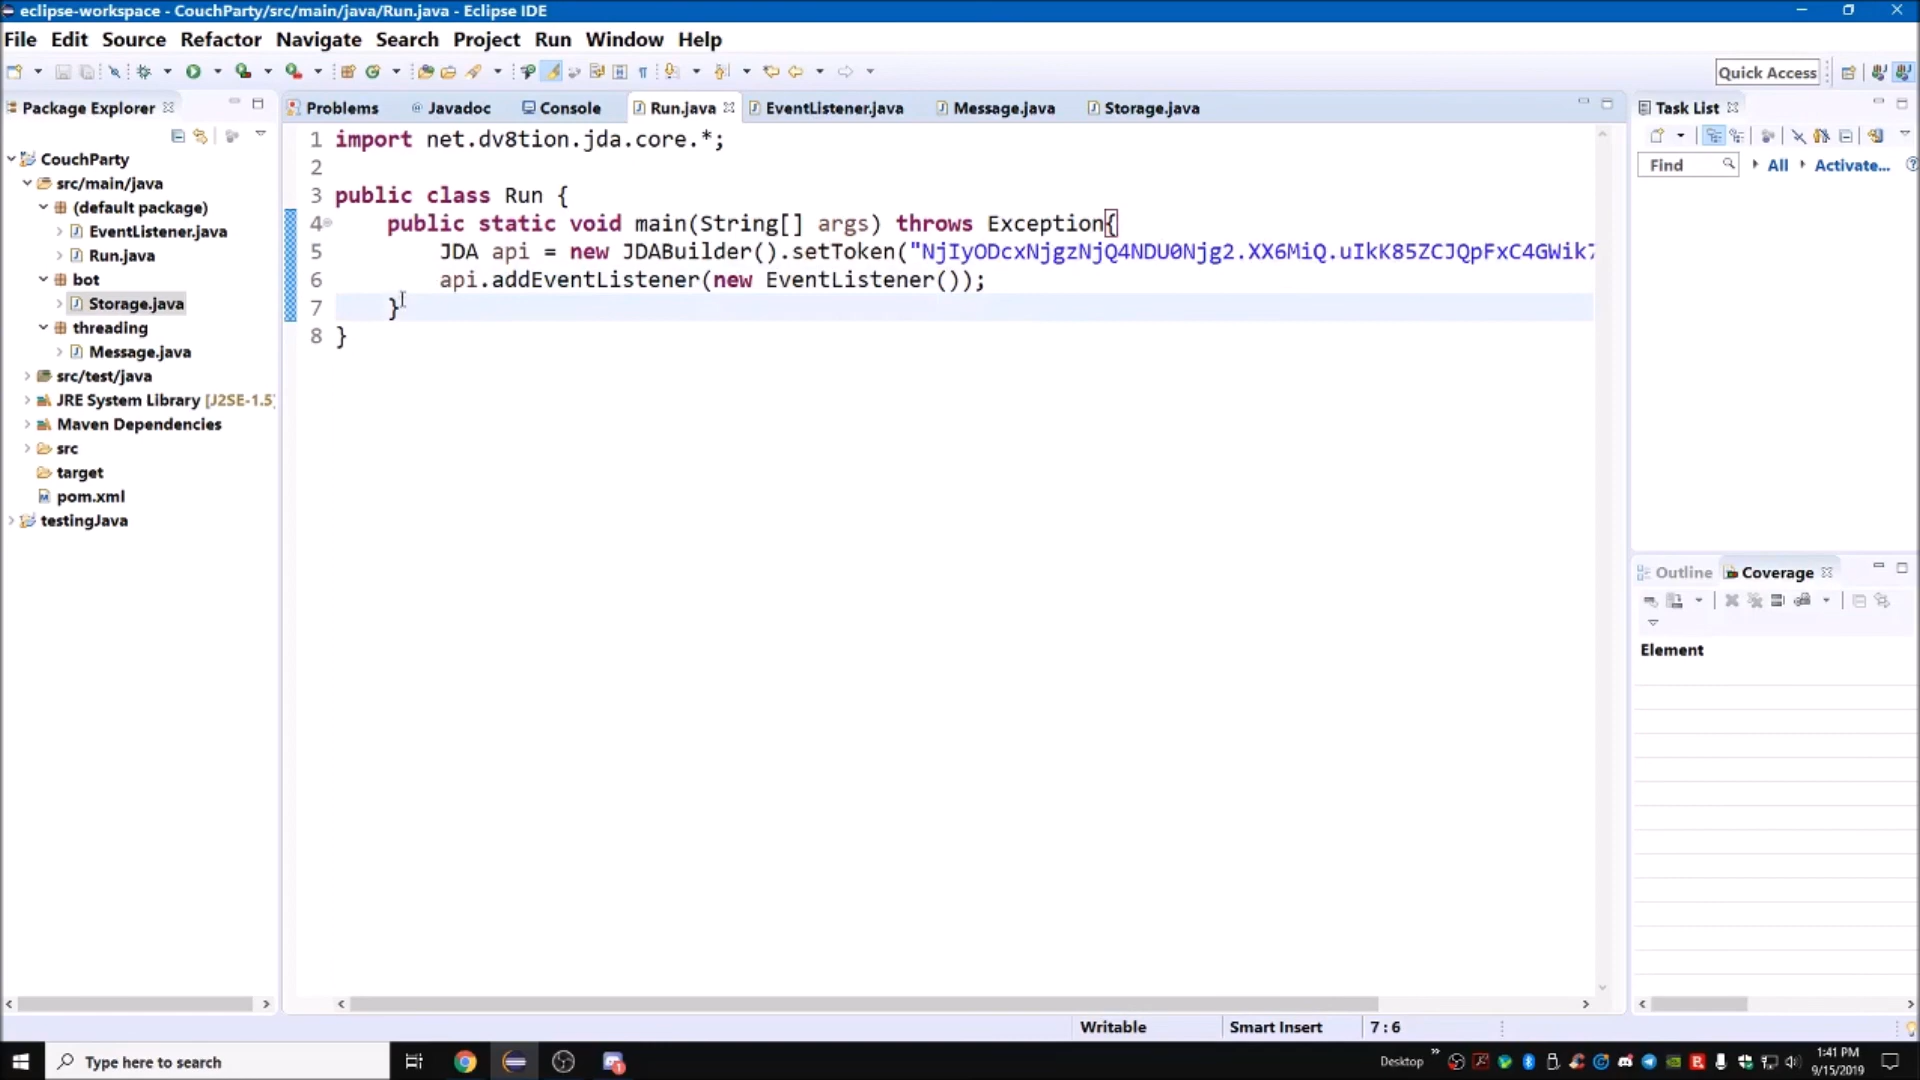 eclipse-workspace - CouchParty/src/main/java/Run.java - Eclipse IDE
File Edit Source Refactor Navigate Search Project Run Window Help
Quick Access
Package Explorer
Problems Javadoc Console Run.java EventListener.java Message.java Storage.java
Task List
CouchParty
src/main/java
(default package)
EventListener.java
Run.java
bot
Storage.java
threading
Message.java
src/test/java
JRE System Library [J2SE-1.5]
Maven Dependencies
src
target
pom.xml
testingJava
1 import net.dv8tion.jda.core.*;
2
3 public class Run {
4 public static void main(String[] args) throws Exception{
5 JDA api = new JDABuilder().setToken("NjIyODcxNjgzNjQ4NDU0Njg2.XX6MiQ.uIkK85ZCJQpFxC4GWik7
6 api.addEventListener(new EventListener());
7 }
8 }
Find All Activate...
Outline Coverage
Element
Writable Smart Insert 7 : 6
Type here to search
Desktop
1:41 PM
9/15/2019